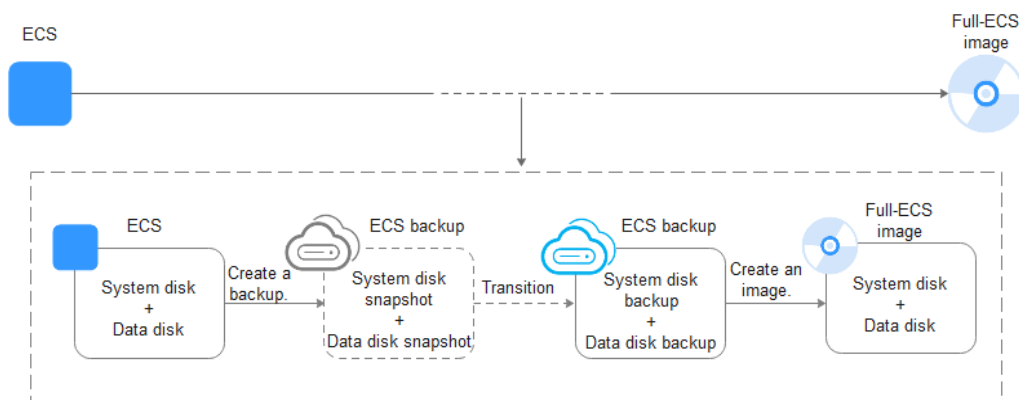 ECS
Full-ECS
image
ECS
ECS backup
ECS backup
Full-ECS
image
System disk
+
Data disk
Create a
backup.
System disk
snapshot
+
Data disk snapshot
Transition
System disk
backup
+
Data disk backup
Create an
image.
System disk
+
Data disk